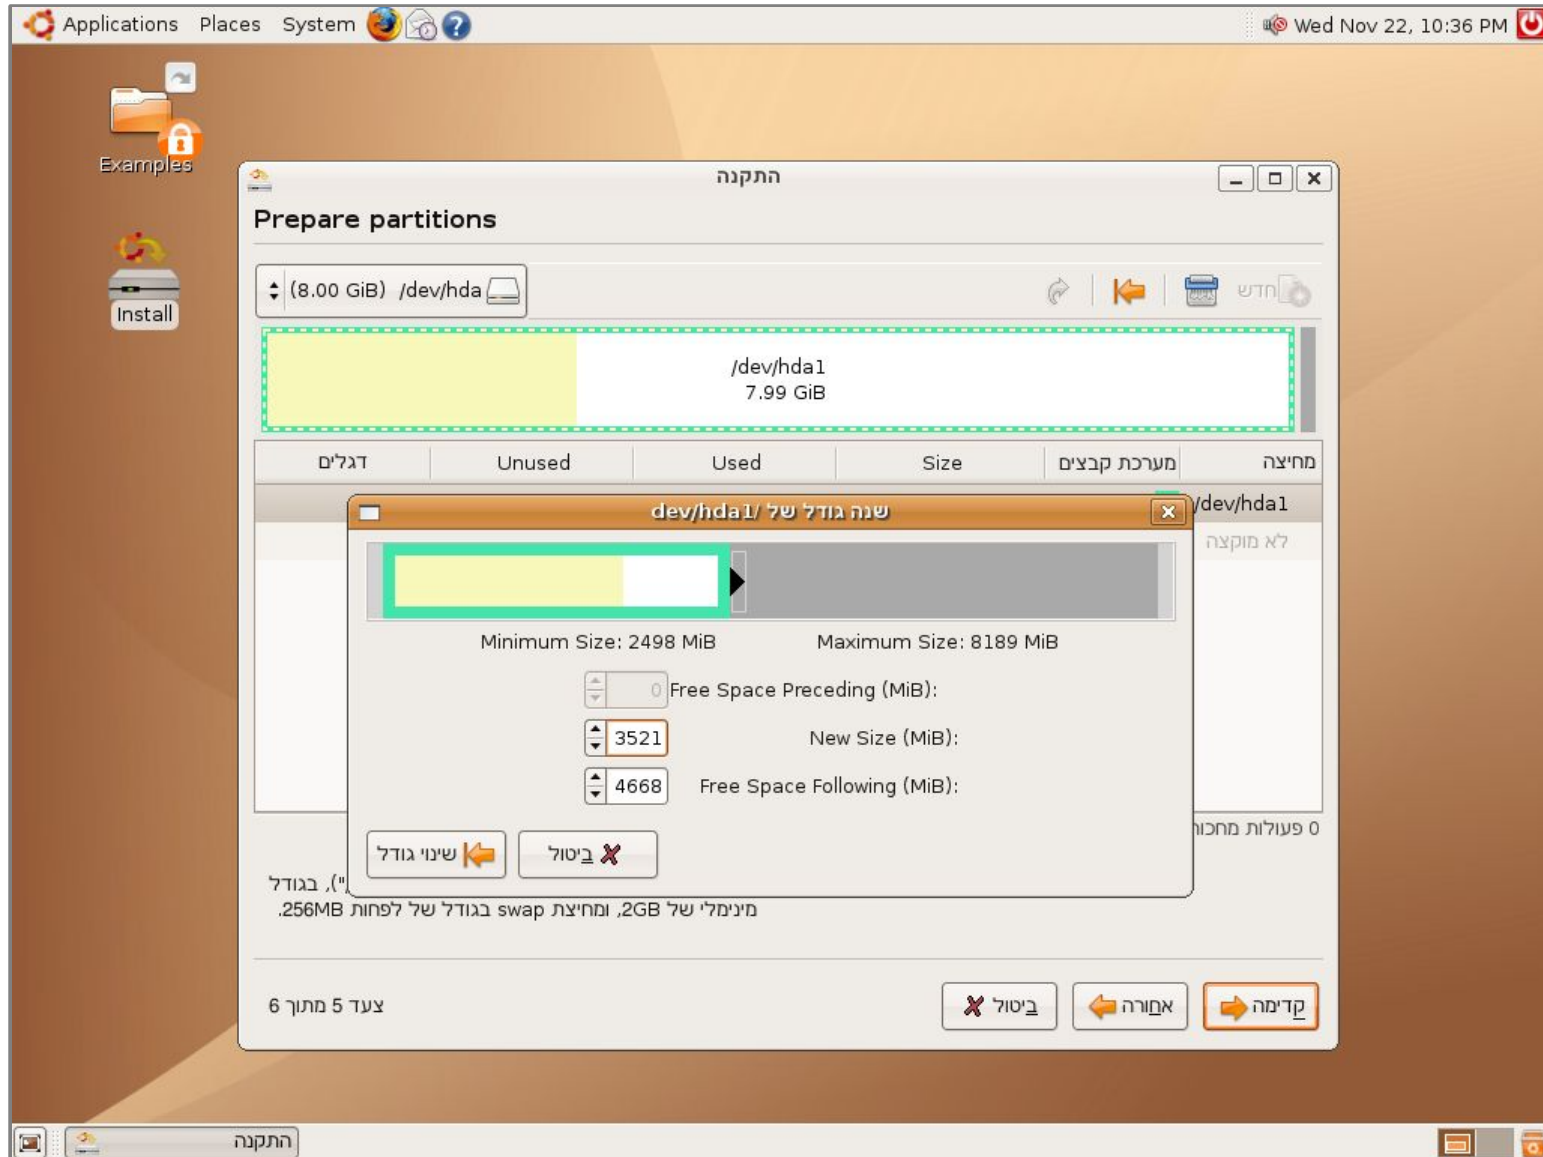 Applications Places System
Wed Nov 22, 10:36 PM
Examples
Install
התקנה
Prepare partitions
(8.00 GiB) /dev/hda
חדש
/dev/hda1
7.99 GiB
מחיצה מערכת קבצים Size Used Unused דגלים
/dev/hda1
לא מוקצה
שנה גודל של /dev/hda1
Minimum Size: 2498 MiB Maximum Size: 8189 MiB
0 Free Space Preceding (MiB):
3521 New Size (MiB):
4668 Free Space Following (MiB):
ביטול
שינוי גודל
0 פעולות
"), בגודל
מינימלי של 2GB, ומחיצת swap בגודל של לפחות 256MB.
צעד 5 מתוך 6
ביטול
אחורה
קדימה
התקנה